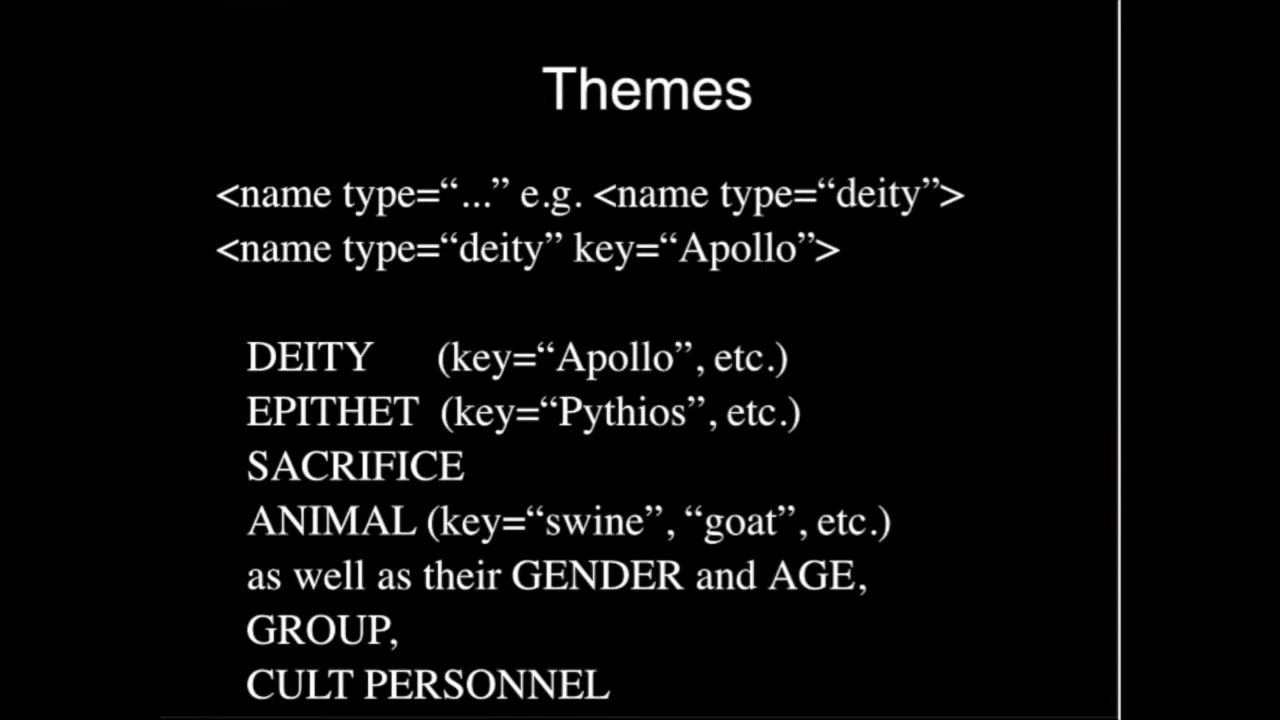 Themes
<name type=“...” e.g. <name type=“deity”>
<name type=“deity” key=“Apollo”>
DEITY (key=“Apollo”, etc.)
EPITHET (key=“Pythios”, etc.)
SACRIFICE
ANIMAL (key=“swine”, “goat”, etc.)
as well as their GENDER and AGE,
GROUP,
CULT PERSONNEL